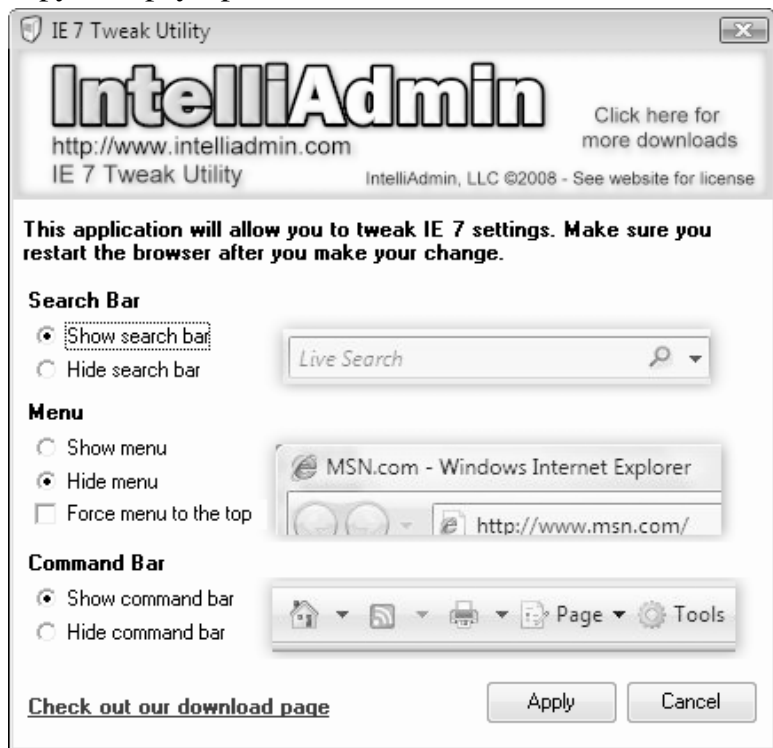 IE 7 Tweak Utility
IntelliAdmin
Click here for
more downloads
http://www.intelliadmin.com
IE 7 Tweak Utility
IntelliAdmin, LLC ©2008 - See website for license
This application will allow you to tweak IE 7 settings. Make sure you
restart the browser after you make your change.
Search Bar
Show search bar
Hide search bar
Live Search
Menu
Show menu
Hide menu
Force menu to the top
MSN.com - Windows Internet Explorer
http://www.msn.com/
Command Bar
Show command bar
Hide command bar
Page
Tools
Check out our download page
Apply
Cancel